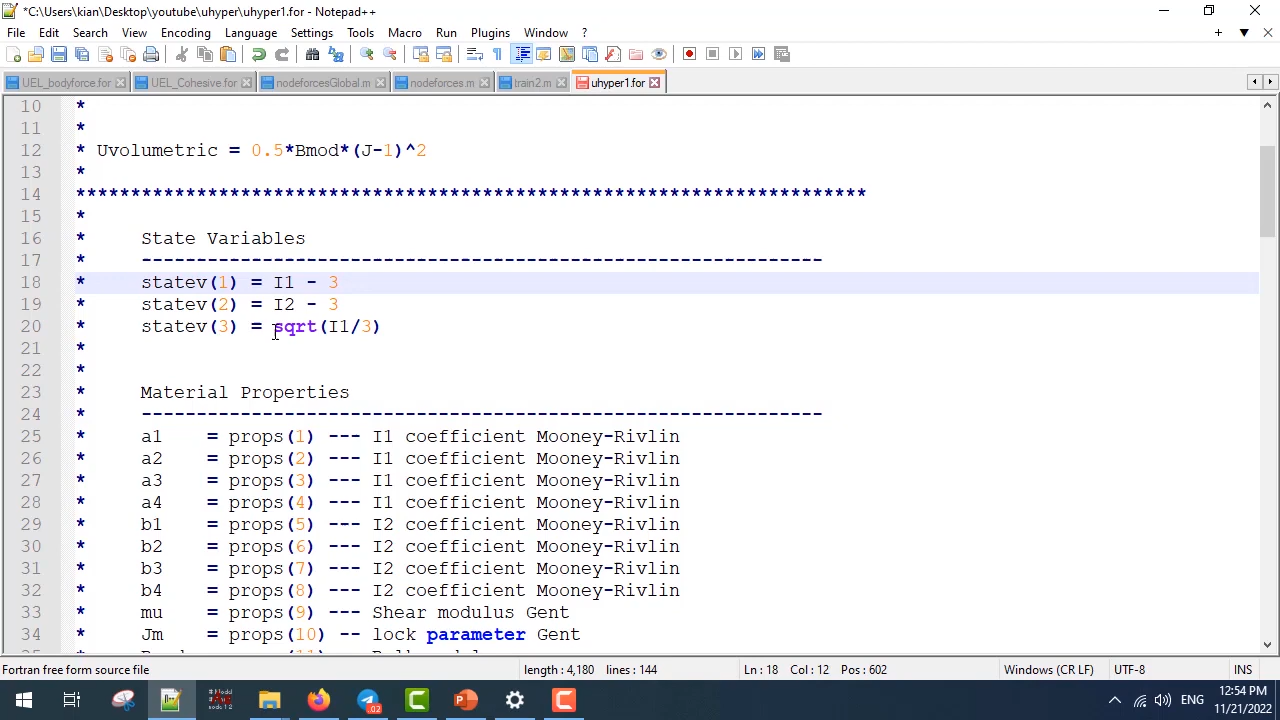 *C:\Users\kian\Desktop\youtube\uhyper\uhyper1.for - Notepad++
File Edit Search View Encoding Language Settings Tools Macro Run Plugins Window ?
UEL_bodyforce.for UEL_Cohesive.for nodeforcesGlobal.m nodeforces.m train2.m uhyper1.for
10 *
11 *
12 * Uvolumetric = 0.5*Bmod*(J-1)^2
13 *
14 ************************************************************************
15 *
16 * State Variables
17 * --------------------------------------------------------------
18 * statev(1) = I1 - 3
19 * statev(2) = I2 - 3
20 * statev(3) = sqrt(I1/3)
21 *
22 *
23 * Material Properties
24 * --------------------------------------------------------------
25 * a1 = props(1) --- I1 coefficient Mooney-Rivlin
26 * a2 = props(2) --- I1 coefficient Mooney-Rivlin
27 * a3 = props(3) --- I1 coefficient Mooney-Rivlin
28 * a4 = props(4) --- I1 coefficient Mooney-Rivlin
29 * b1 = props(5) --- I2 coefficient Mooney-Rivlin
30 * b2 = props(6) --- I2 coefficient Mooney-Rivlin
31 * b3 = props(7) --- I2 coefficient Mooney-Rivlin
32 * b4 = props(8) --- I2 coefficient Mooney-Rivlin
33 * mu = props(9) --- Shear modulus Gent
34 * Jm = props(10) -- lock parameter Gent
Fortran free form source file length : 4,180 lines : 144 Ln : 18 Col : 12 Pos : 602 Windows (CR LF) UTF-8 INS
ENG
12:54 PM
11/21/2022